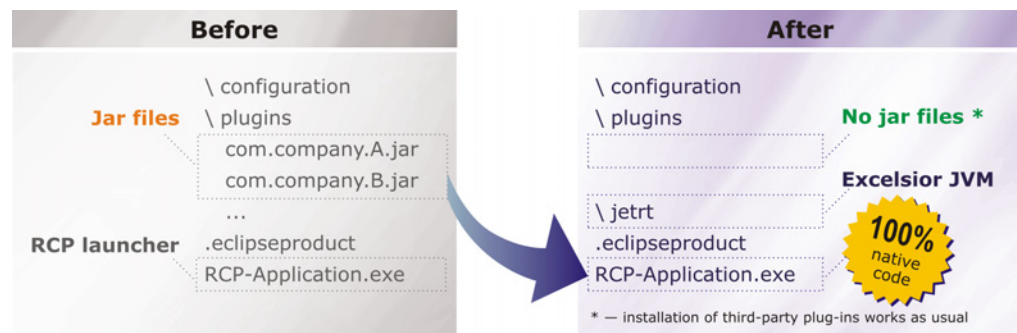 Before
\ configuration
Jar files
\ plugins
com.company.A.jar
com.company.B.jar
...
RCP launcher
.eclipseproduct
RCP-Application.exe
After
\ configuration
\ plugins
No jar files *
Excelsior JVM
\ jetrt
.eclipseproduct
RCP-Application.exe
100%
native
code
* — installation of third-party plug-ins works as usual